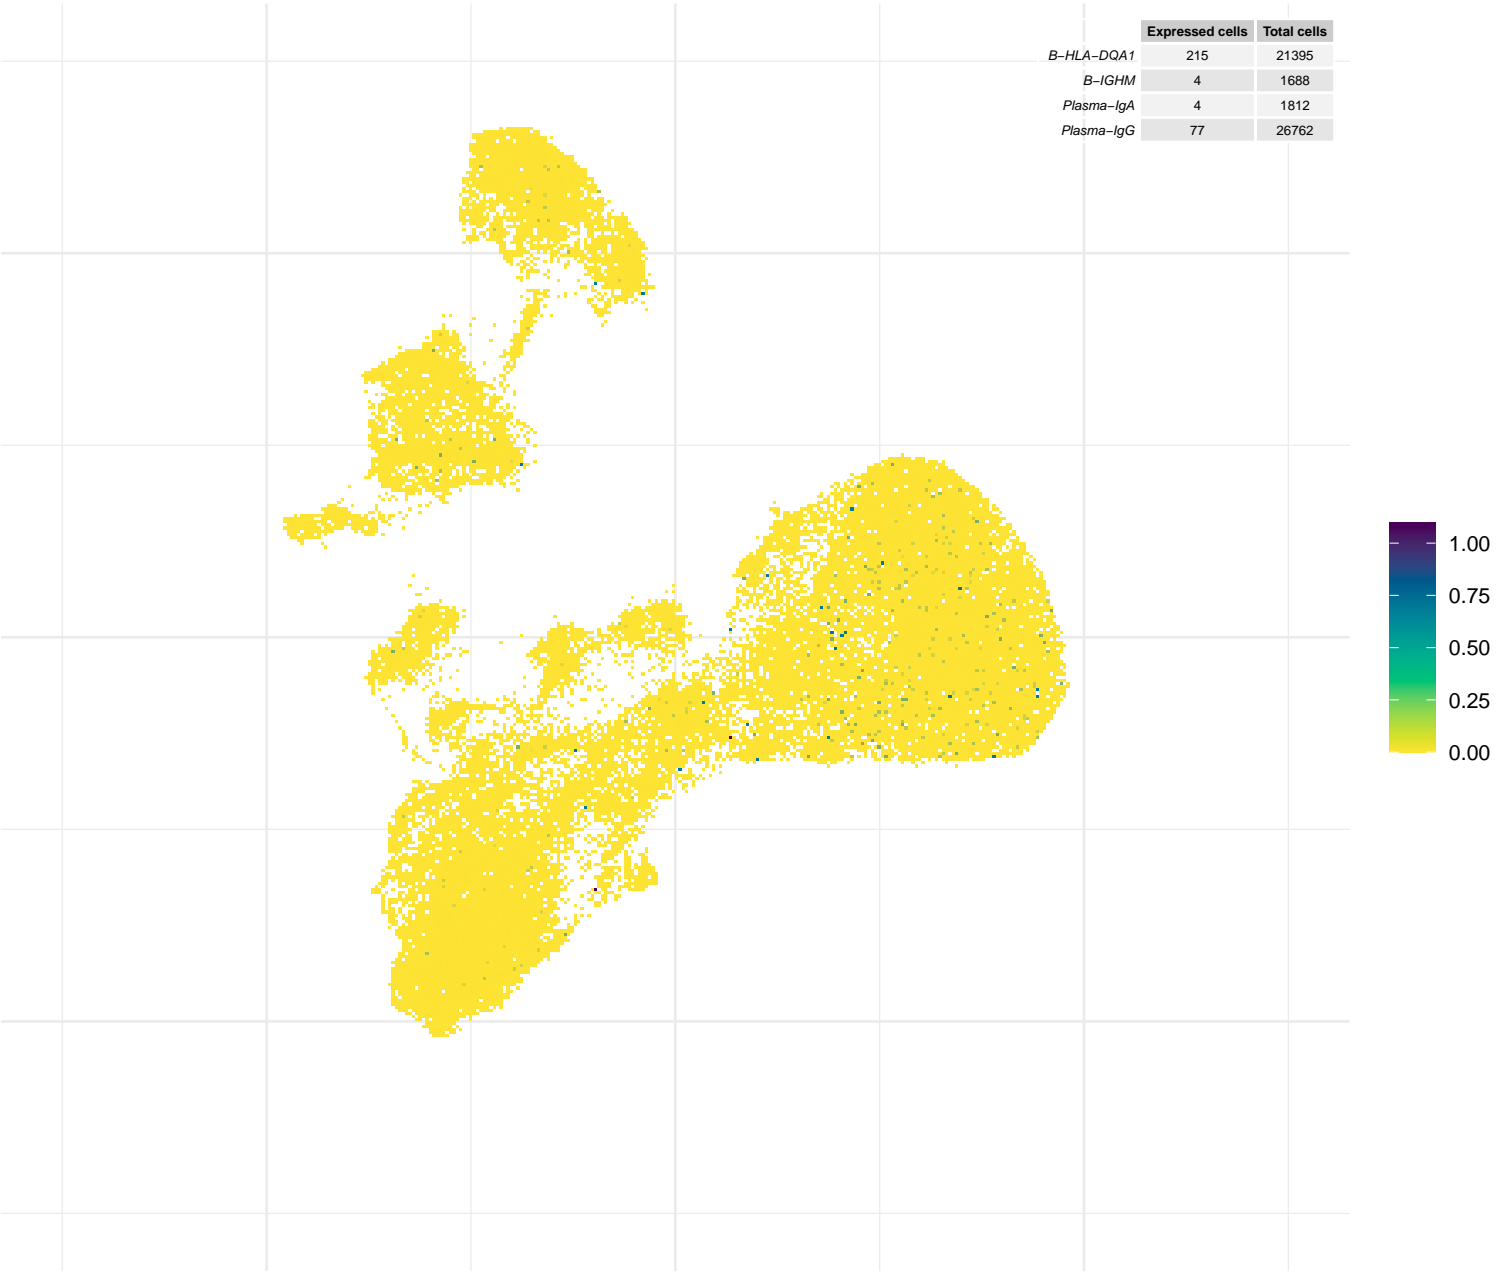 Expressed cells Total cells
B−HLA−DQA1 215 21395
B−IGHM 4 1688
Plasma−IgA 4 1812
Plasma−IgG 77 26762
1.00
0.75
0.50
0.25
0.00